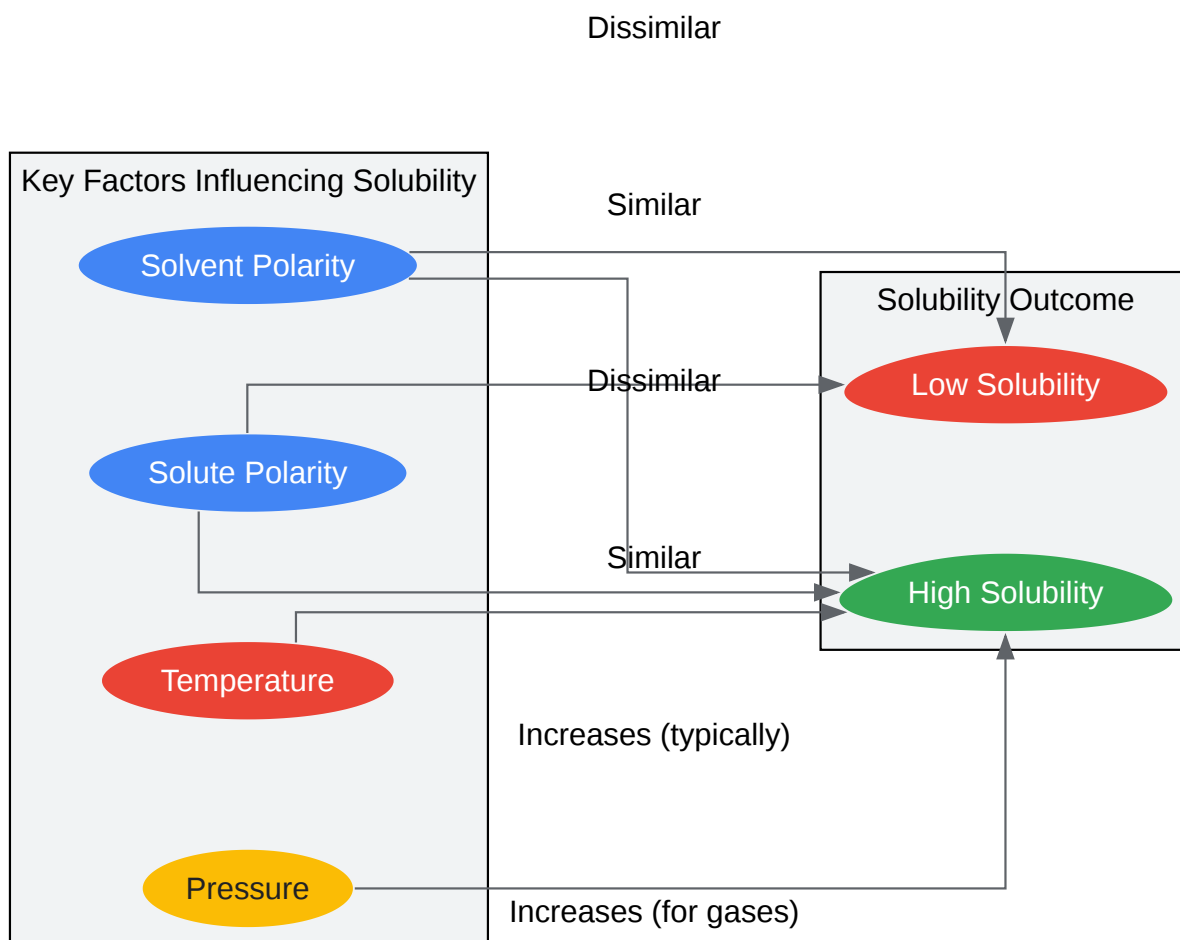 Dissimilar
Key Factors Influencing Solubility
Similar
Solvent Polarity
Solubility Outcome
Dissimilar
Low Solubility
Solute Polarity
Similar
High Solubility
Temperature
Increases (typically)
Pressure
Increases (for gases)